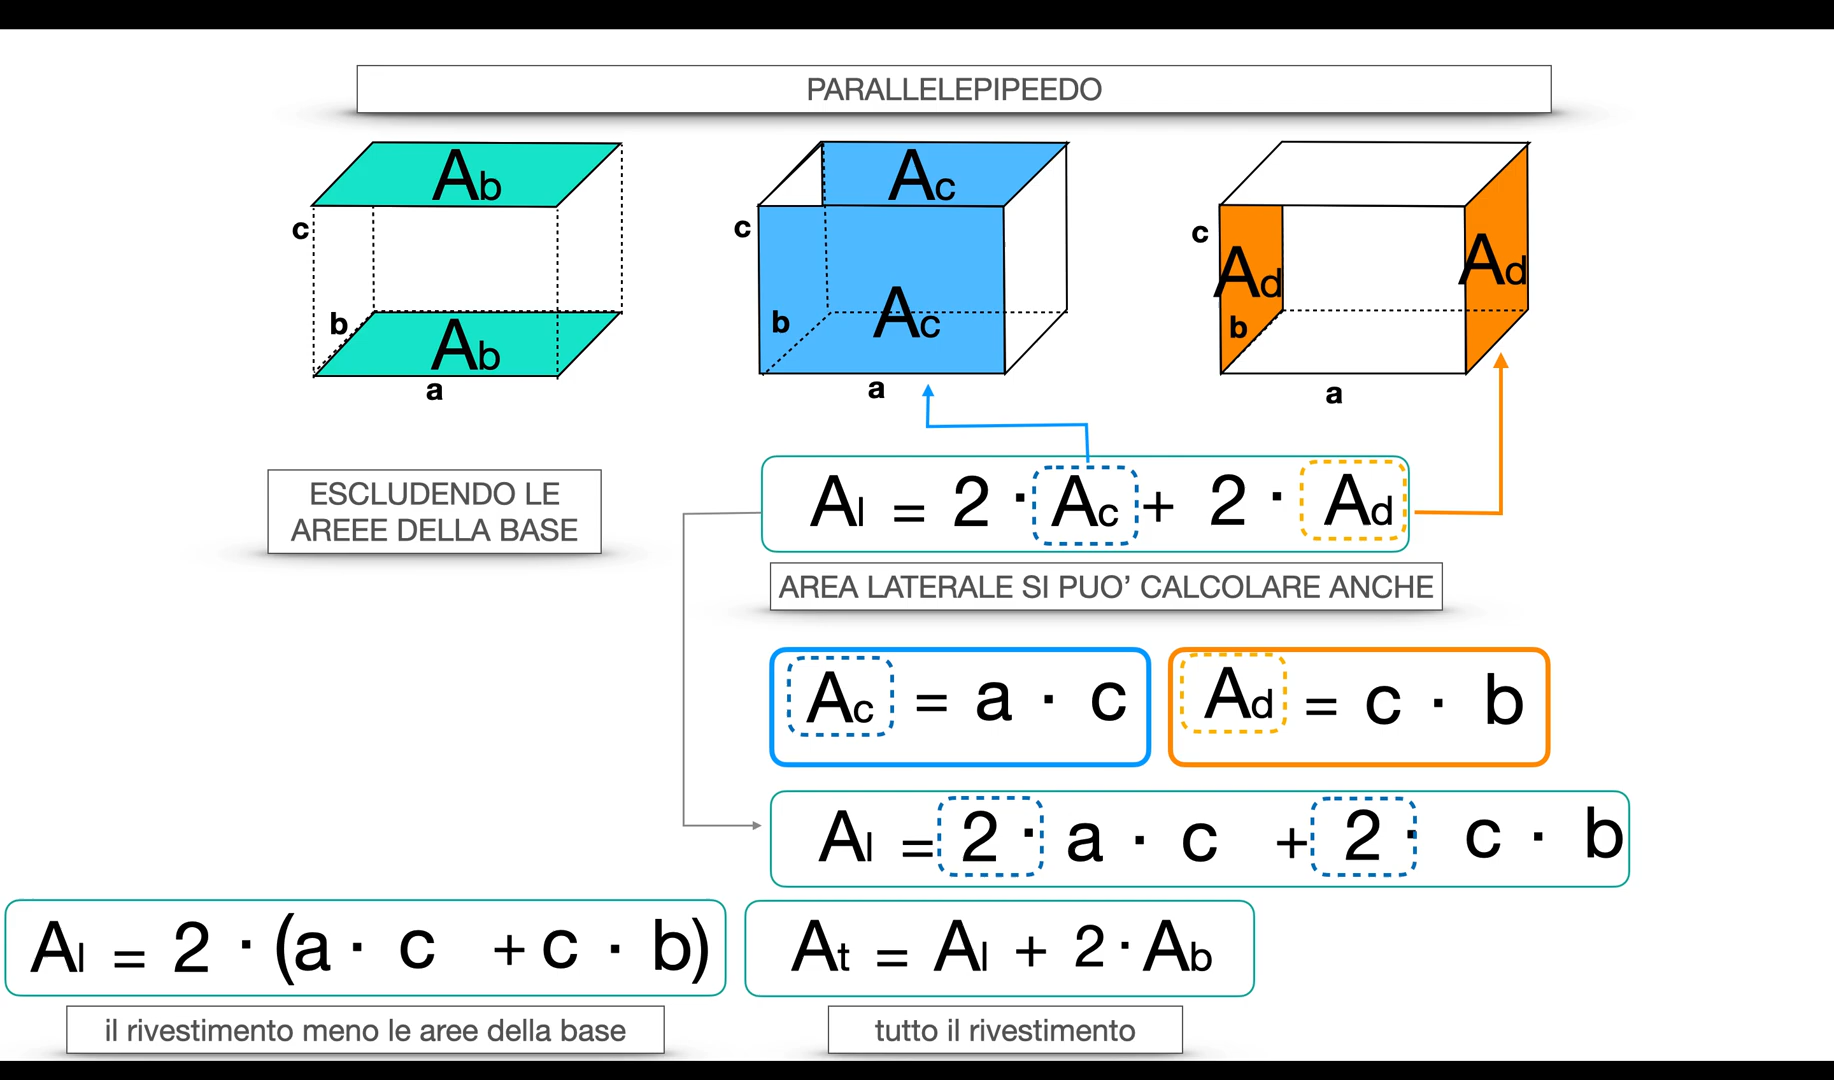 PARALLELEPIPEEDO
Ab
c
b
Ab
a
Ac
c
b
Ac
a
c
Ad
Ad
b
a
ESCLUDENDO LE
AREEE DELLA BASE
Al = 2 · Ac + 2 · Ad
AREA LATERALE SI PUO’ CALCOLARE ANCHE
Ac = a · c
Ad = c · b
Al = 2 · a · c + 2 · c · b
Al = 2 · (a · c + c · b)
At = Al + 2 · Ab
il rivestimento meno le aree della base
tutto il rivestimento